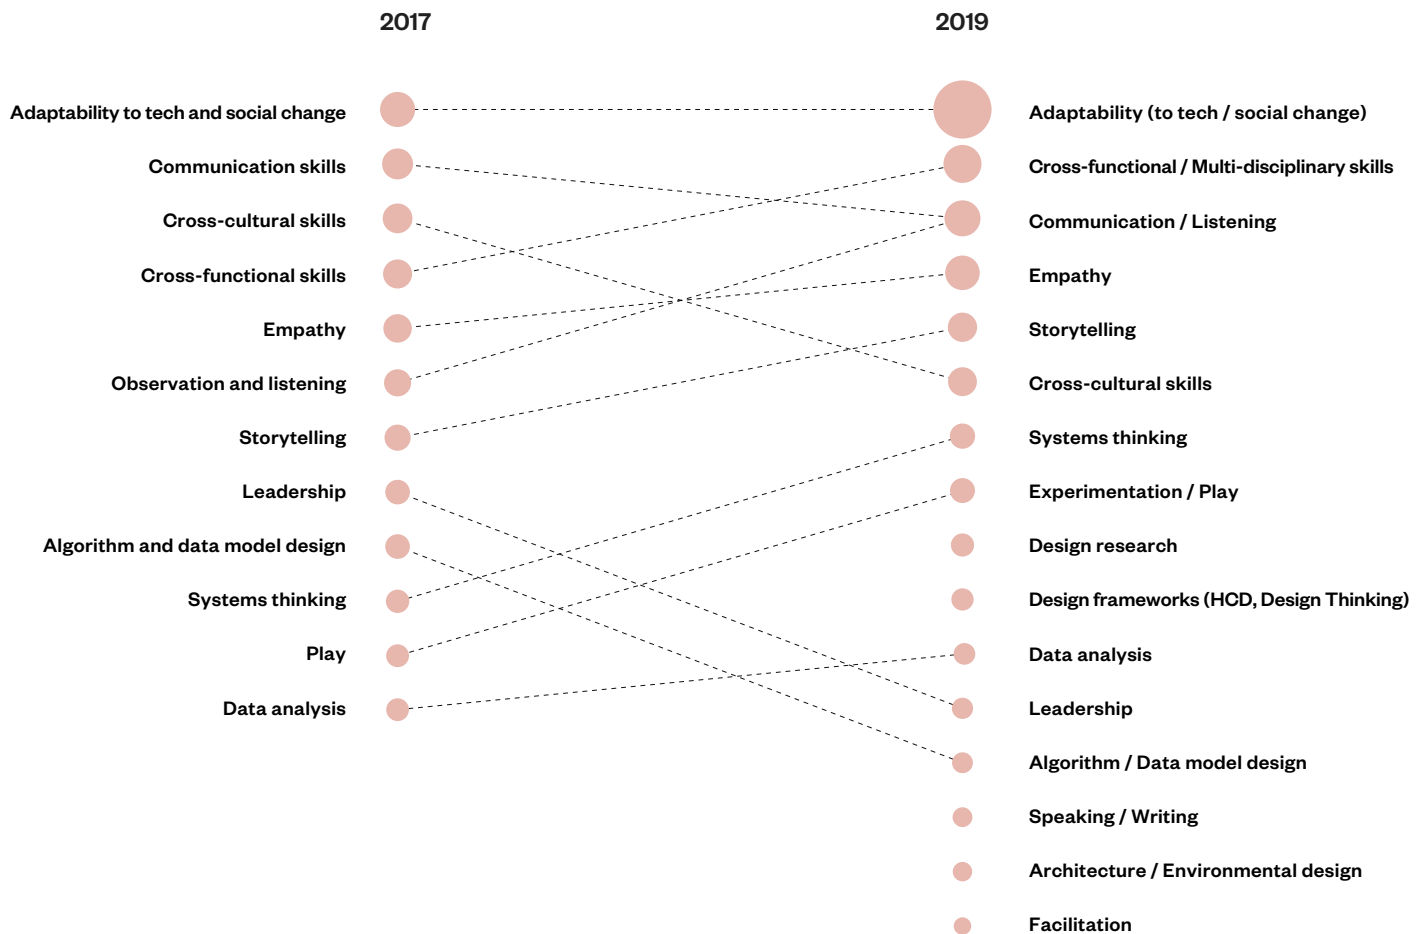 2017
2019
Adaptability to tech and social change
Adaptability (to tech / social change)
Communication skills
Cross-functional / Multi-disciplinary skills
Cross-cultural skills
Communication / Listening
Cross-functional skills
Empathy
Empathy
Storytelling
Observation and listening
Cross-cultural skills
Storytelling
Systems thinking
Leadership
Experimentation / Play
Algorithm and data model design
Design research
Systems thinking
Design frameworks (HCD, Design Thinking)
Play
Data analysis
Data analysis
Leadership
Algorithm / Data model design
Speaking / Writing
Architecture / Environmental design
Facilitation